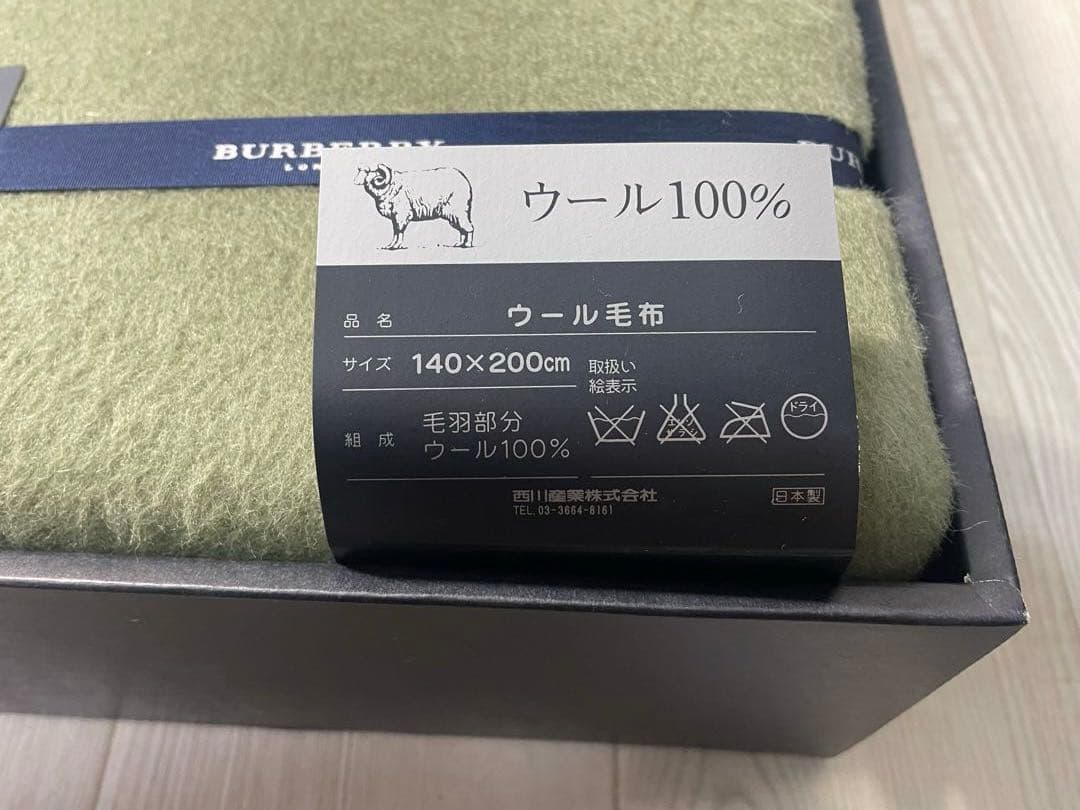 BURBERRY
ウール100%
品名 ウール毛布
サイズ 140×200cm
取扱い
絵表示
組成 毛羽部分
ウール100%
ドライ
西川産業株式会社
TEL.03-3664-8161
日本製